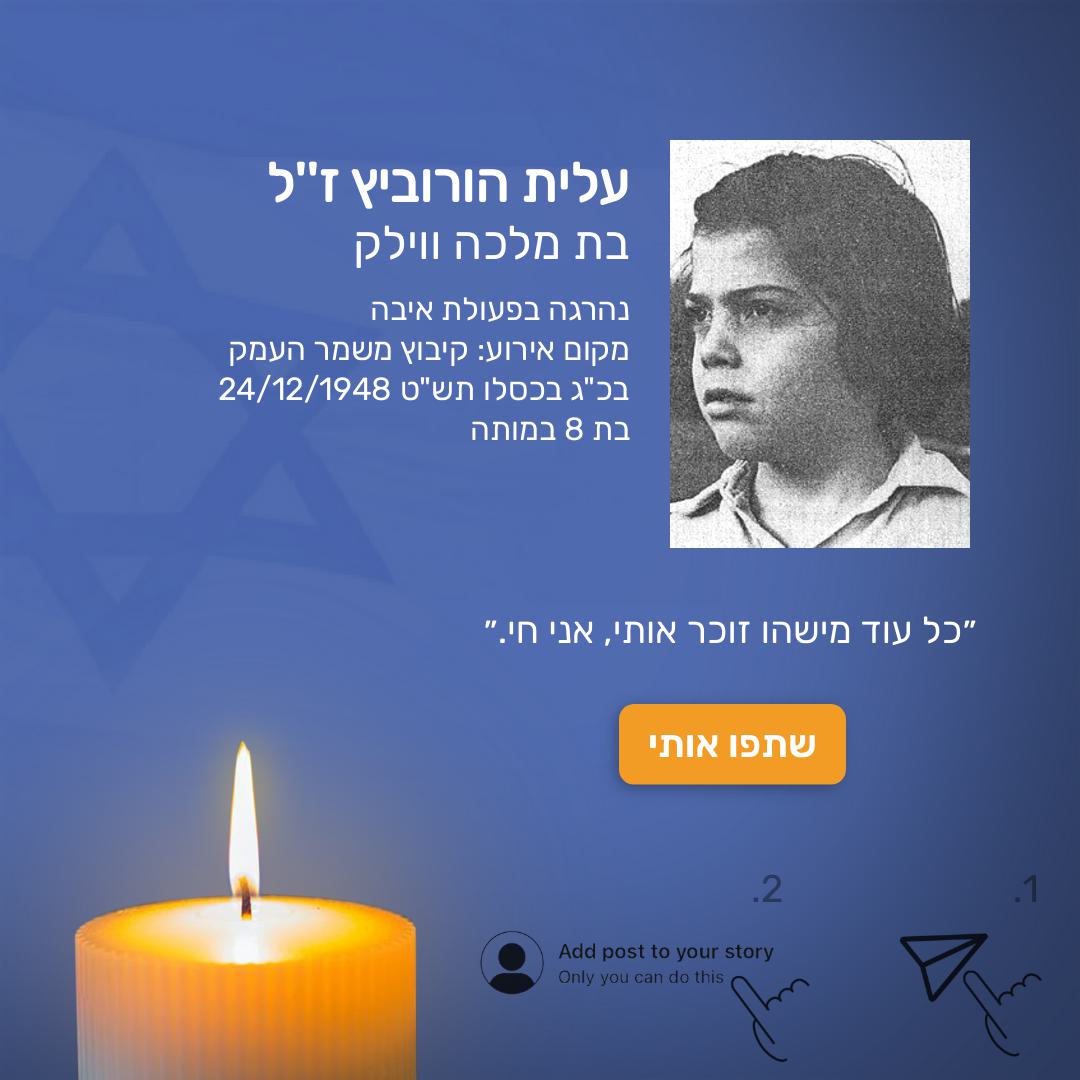 עלית הורוביץ ז"ל
בת מלכה ווילק
נהרגה בפעולת איבה
מקום אירוע: קיבוץ משמר העמק
בכ"ג בכסלו תש"ט 24/12/1948
בת 8 במותה
״כל עוד מישהו זוכר אותי, אני חי.״
שתפו אותי
1.
2.
Add post to your story
Only you can do this